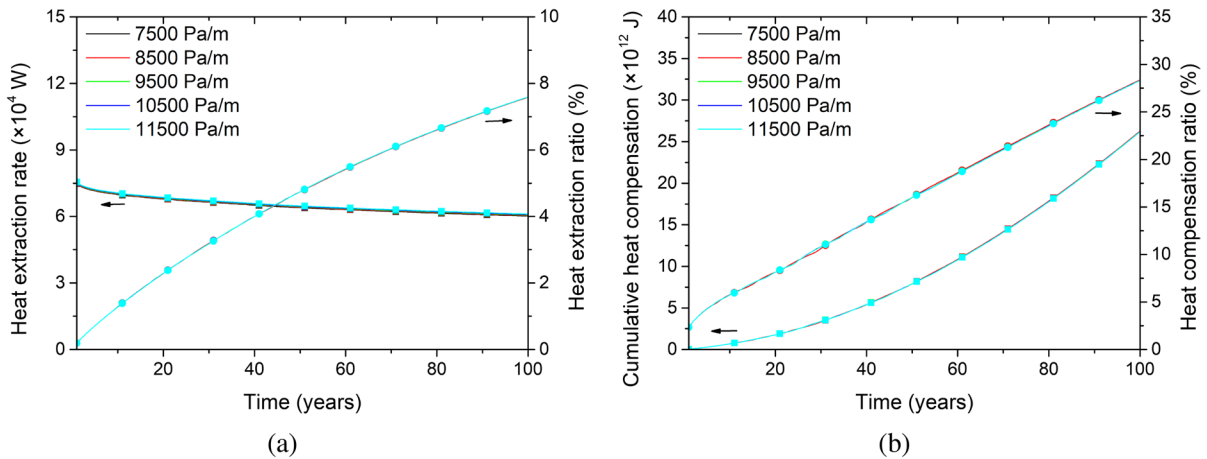 15
12
9
6
3
0
Heat extraction rate (×10⁴ W)
7500 Pa/m
8500 Pa/m
9500 Pa/m
10500 Pa/m
11500 Pa/m
10
8
6
4
2
0
Heat extraction ratio (%)
20 40 60 80 100
Time (years)
(a)
40
35
30
25
20
15
10
5
0
Cumulative heat compensation (×10¹² J)
7500 Pa/m
8500 Pa/m
9500 Pa/m
10500 Pa/m
11500 Pa/m
35
30
25
20
15
10
5
0
Heat compensation ratio (%)
20 40 60 80 100
Time (years)
(b)